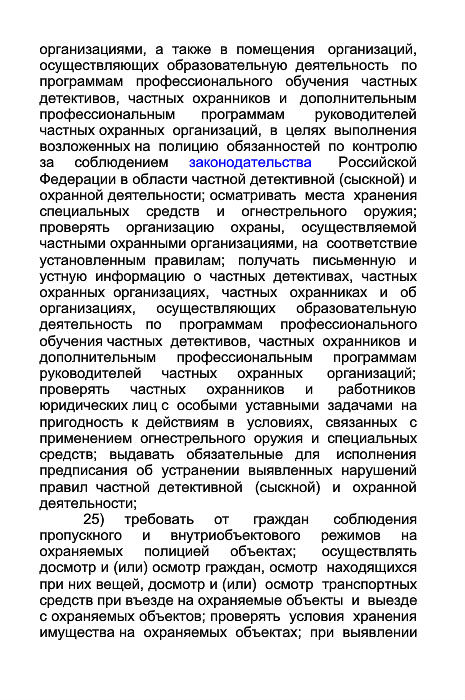 организациями, а также в помещения организаций,
осуществляющих образовательную деятельность по
программам профессионального обучения частных
детективов, частных охранников и дополнительным
профессиональным программам руководителей
частных охранных организаций, в целях выполнения
возложенных на полицию обязанностей по контролю
за соблюдением законодательства Российской
Федерации в области частной детективной (сыскной) и
охранной деятельности; осматривать места хранения
специальных средств и огнестрельного оружия;
проверять организацию охраны, осуществляемой
частными охранными организациями, на соответствие
установленным правилам; получать письменную и
устную информацию о частных детективах, частных
охранных организациях, частных охранниках и об
организациях, осуществляющих образовательную
деятельность по программам профессионального
обучения частных детективов, частных охранников и
дополнительным профессиональным программам
руководителей частных охранных организаций;
проверять частных охранников и работников
юридических лиц с особыми уставными задачами на
пригодность к действиям в условиях, связанных с
применением огнестрельного оружия и специальных
средств; выдавать обязательные для исполнения
предписания об устранении выявленных нарушений
правил частной детективной (сыскной) и охранной
деятельности;
25) требовать от граждан соблюдения
пропускного и внутриобъектового режимов на
охраняемых полицией объектах; осуществлять
досмотр и (или) осмотр граждан, осмотр находящихся
при них вещей, досмотр и (или) осмотр транспортных
средств при въезде на охраняемые объекты и выезде
с охраняемых объектов; проверять условия хранения
имущества на охраняемых объектах; при выявлении